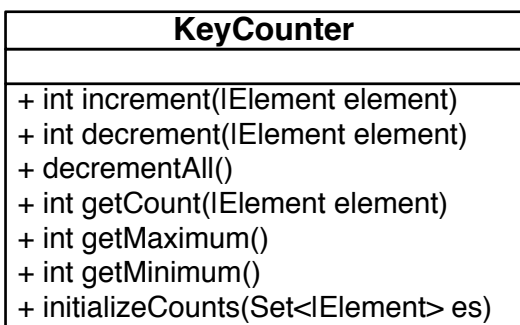 KeyCounter
+ int increment(IElement element)
+ int decrement(IElement element)
+ decrementAll()
+ int getCount(IElement element)
+ int getMaximum()
+ int getMinimum()
+ initializeCounts(Set<IElement> es)